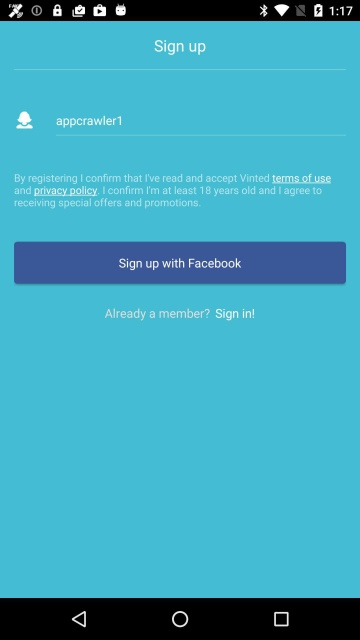 1:17
Sign up
appcrawler1
By registering I confirm that I've read and accept Vinted terms of use
and privacy policy. I confirm I'm at least 18 years old and I agree to
receiving special offers and promotions.
Sign up with Facebook
Already a member? Sign in!